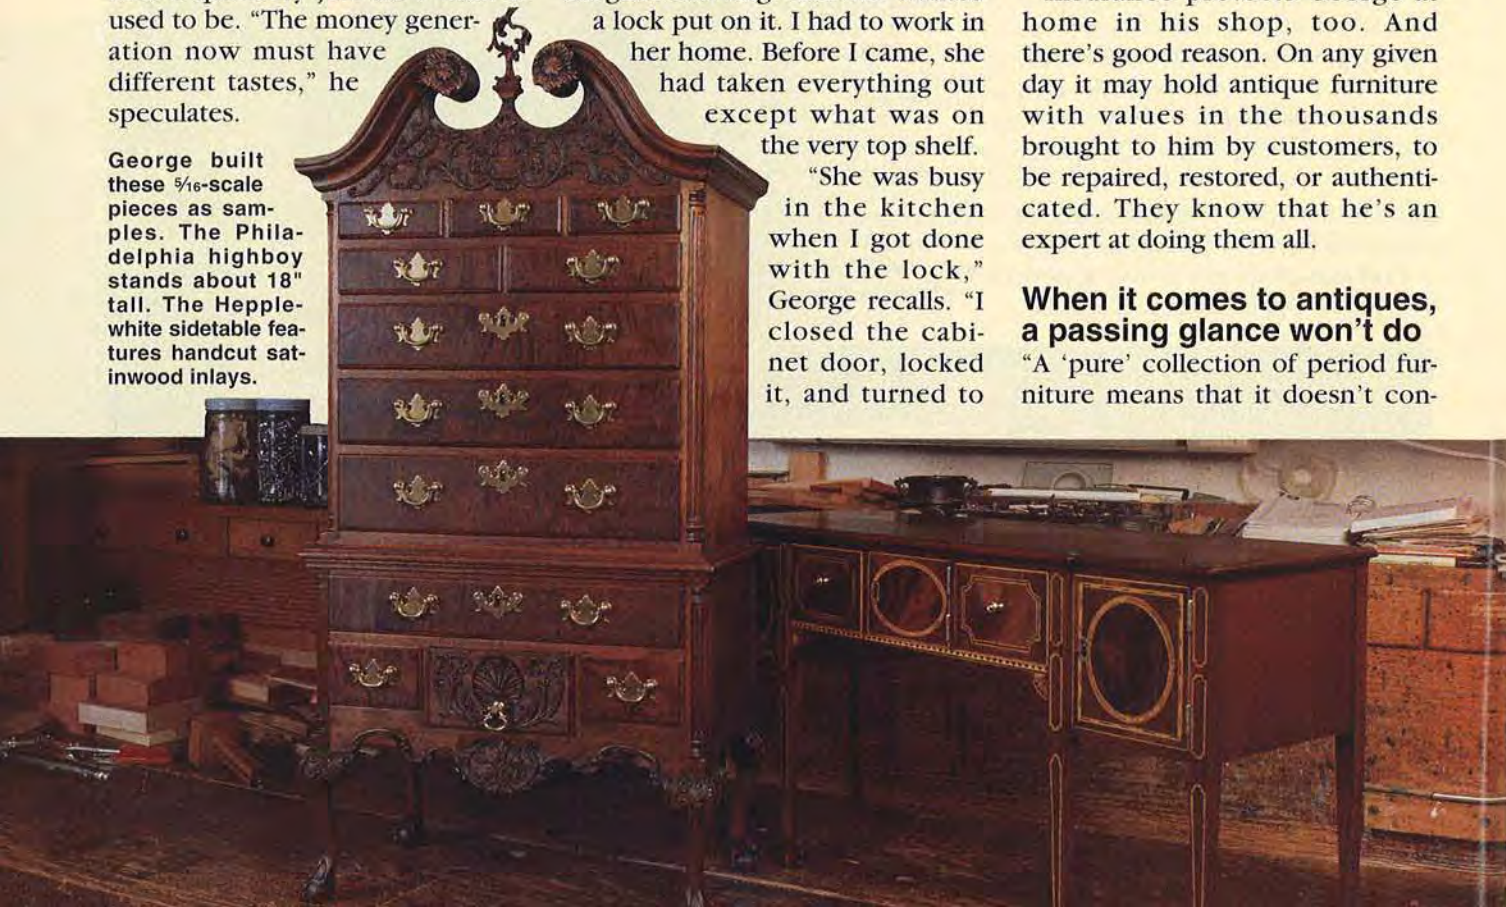 used to be. “The money gener-
ation now must have
different tastes,” he
speculates.
George built
these 5/16-scale
pieces as sam-
ples. The Phila-
delphia highboy
stands about 18"
tall. The Hepple-
white sidetable fea-
tures handcut sat-
inwood inlays.
a lock put on it. I had to work in
her home. Before I came, she
had taken everything out
except what was on
the very top shelf.
“She was busy
in the kitchen
when I got done
with the lock,”
George recalls. “I
closed the cabi-
net door, locked
it, and turned to
home in his shop, too. And
there’s good reason. On any given
day it may hold antique furniture
with values in the thousands
brought to him by customers, to
be repaired, restored, or authenti-
cated. They know that he’s an
expert at doing them all.
When it comes to antiques,
a passing glance won’t do
“A ‘pure’ collection of period fur-
niture means that it doesn’t con-